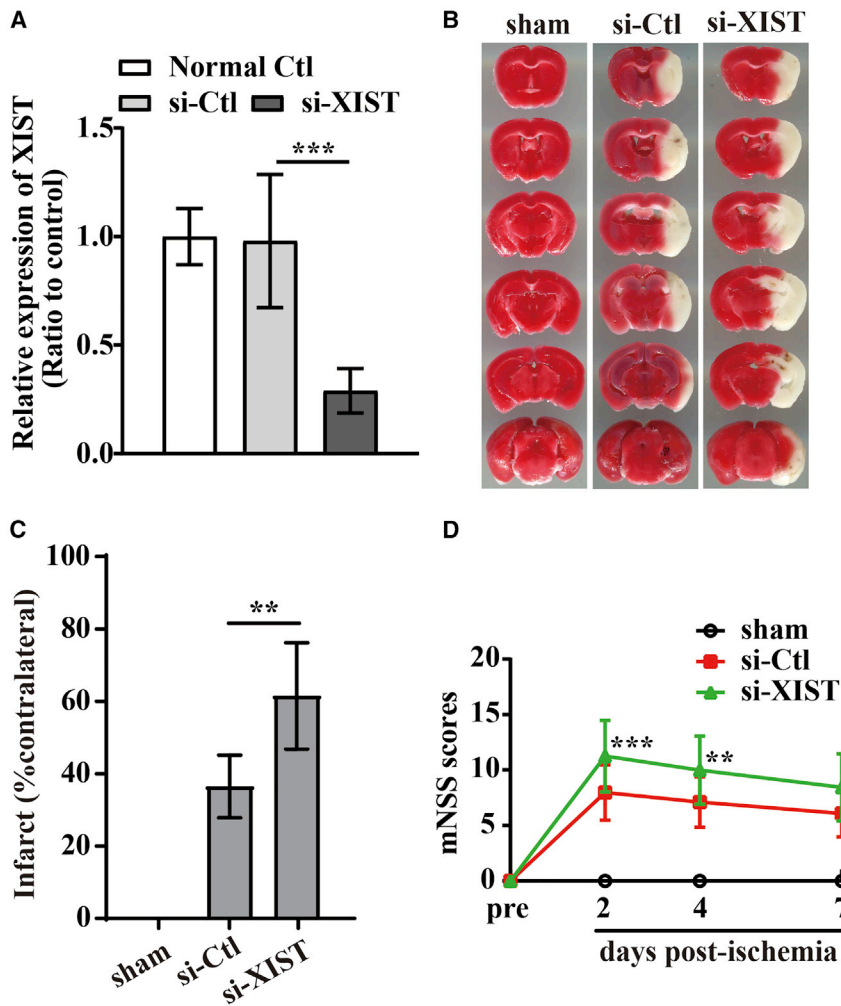 A
Normal Ctl
si-Ctl si-XIST
Relative expression of XIST
(Ratio to control)
1.5
1.0
0.5
0.0
***
B
sham si-Ctl si-XIST
C
Infarct (%contralateral)
100
80
60
40
20
0
**
sham
si-Ctl
si-XIST
D
sham
si-Ctl
si-XIST
mNSS scores
20
15
10
5
0
***
**
pre 2 4 7
days post-ischemia